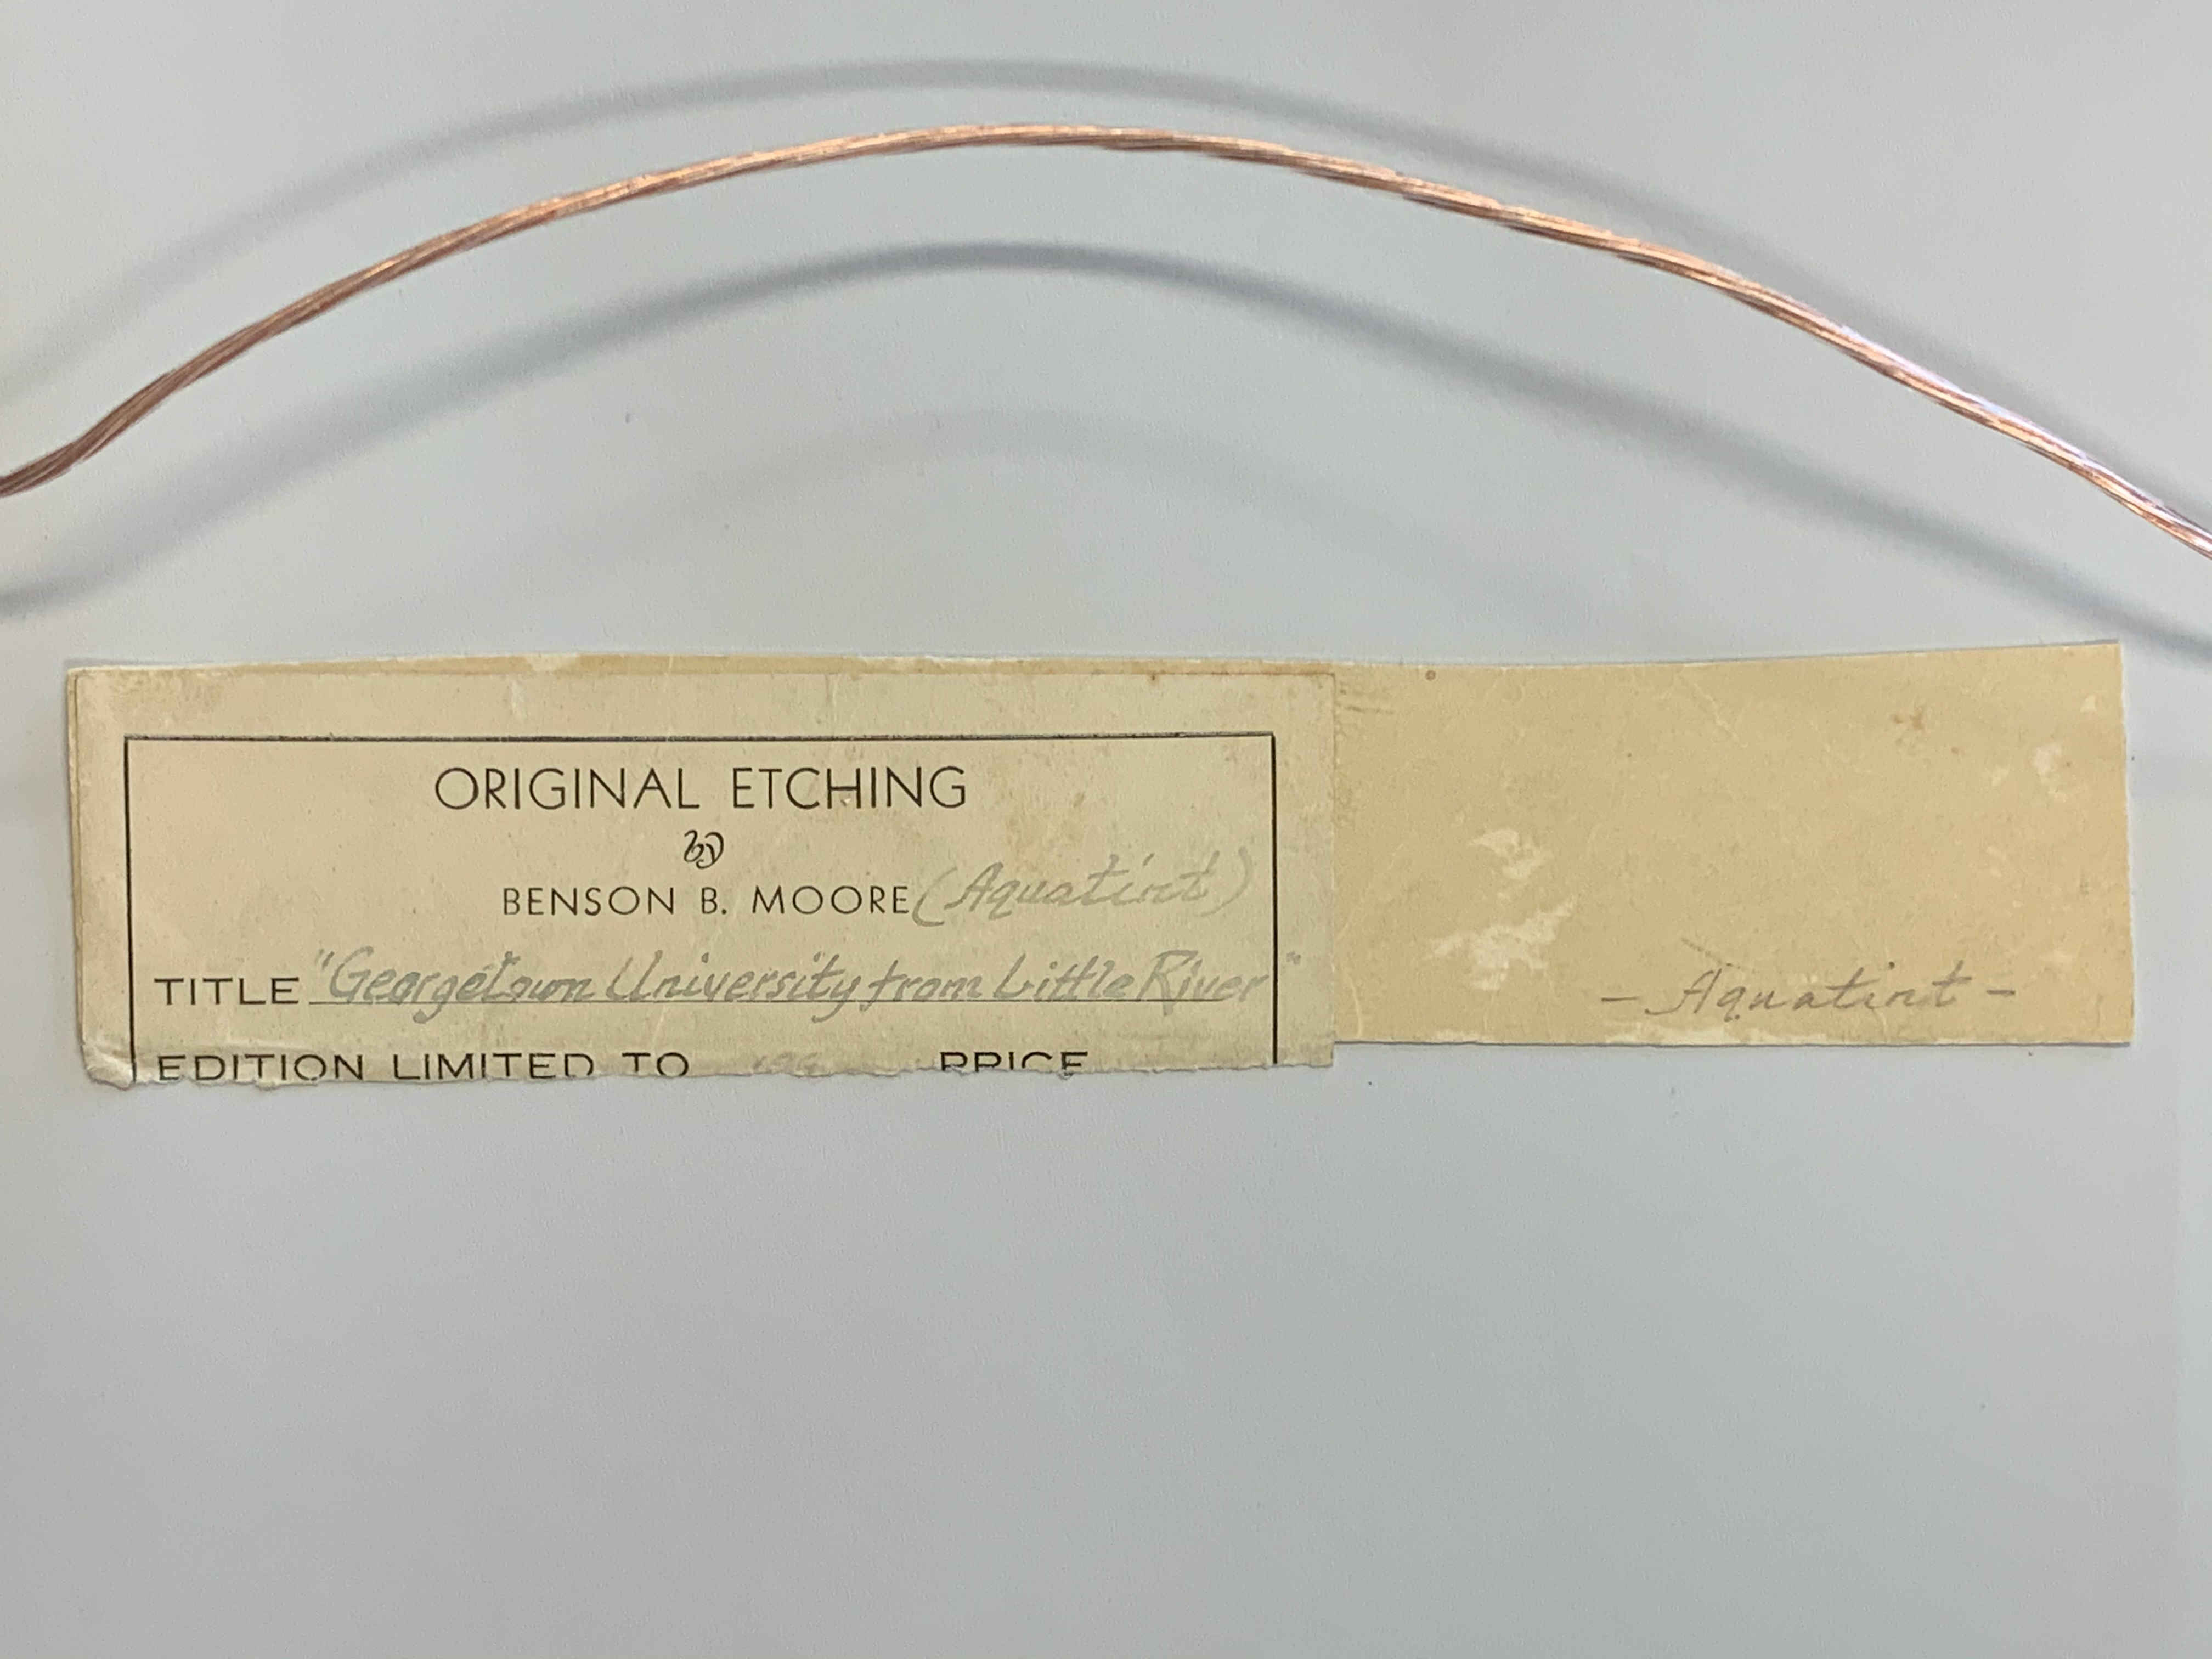 ORIGINAL ETCHING
by
BENSON B. MOORE (Aquatint)
TITLE "Georgetown University from Little River"
EDITION LIMITED TO PRICE
- Aquatint -